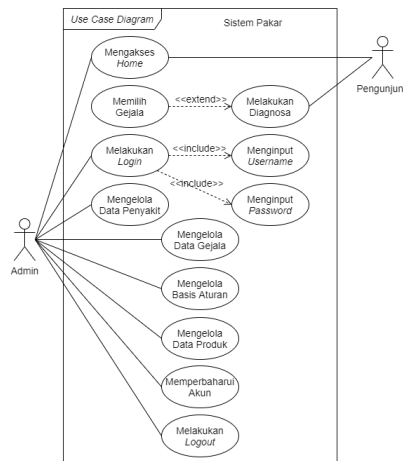 Use Case Diagram
Sistem Pakar
Mengakses
Home
Pengunjun
Memilih
Gejala
<<extend>>
Melakukan
Diagnosa
Melakukan
Login
<<include>>
Menginput
Username
<<include>>
Mengelola
Data Penyakit
Menginput
Password
Admin
Mengelola
Data Gejala
Mengelola
Basis Aturan
Mengelola
Data Produk
Memperbaharui
Akun
Melakukan
Logout